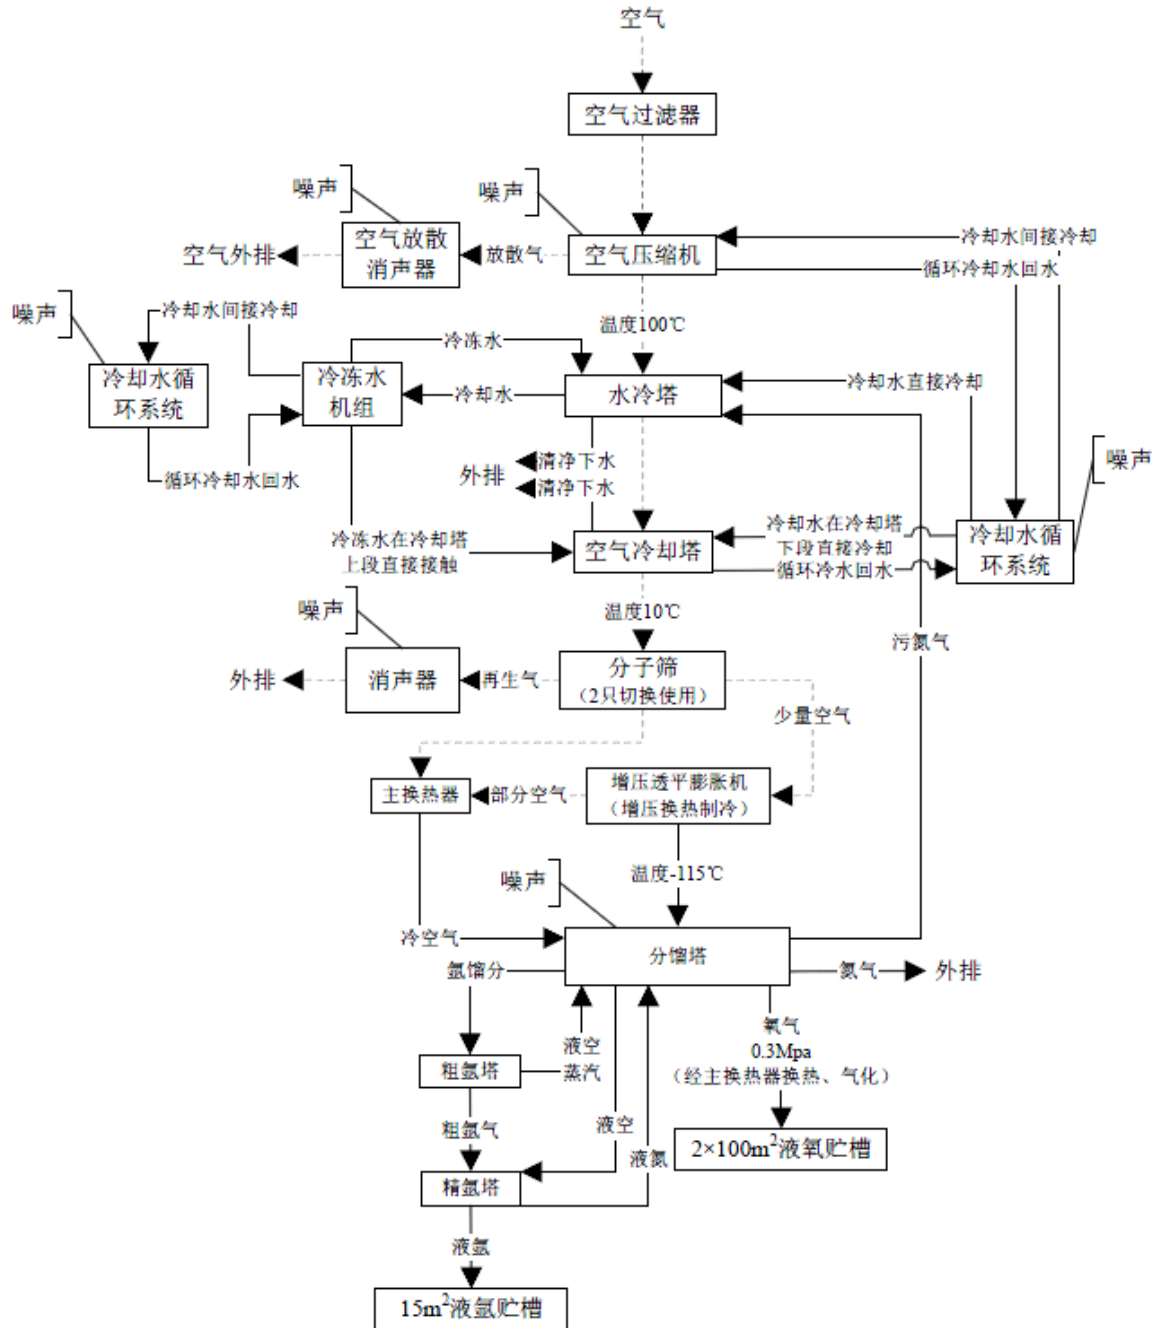 空气
空气过滤器
噪声
噪声
空气放散
消声器
空气外排
放散气
空气压缩机
冷却水间接冷却
循环冷却水回水
噪声
冷却水间接冷却
温度100℃
冷冻水
冷却水循
环系统
冷冻水
机组
冷却水
水冷塔
冷却水直接冷却
循环冷却水回水
外排
清净下水
清净下水
噪声
冷冻水在冷却塔
上段直接接触
空气冷却塔
冷却水在冷却塔
下段直接冷却
循环冷水回水
冷却水循
环系统
噪声
温度10℃
污氮气
外排
消声器
再生气
分子筛
（2只切换使用）
少量空气
主换热器
部分空气
增压透平膨胀机
（增压换热制冷）
噪声
温度-115℃
冷空气
分馏塔
氩馏分
氮气
外排
液空
蒸汽
氧气
0.3Mpa
（经主换热器换热、气化）
粗氩塔
粗氩气
液空
液氮
2×100m²液氧贮槽
精氩塔
液氩
15m²液氩贮槽